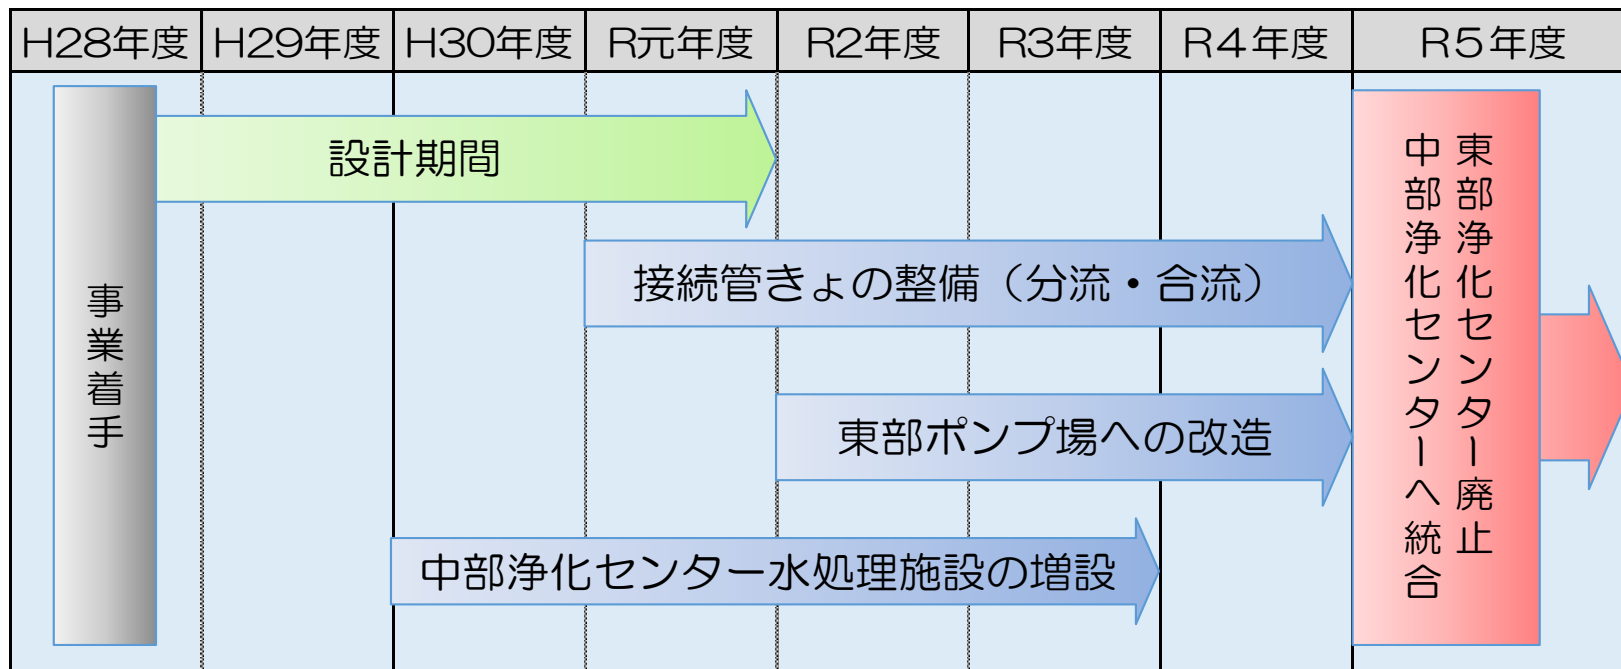 H28年度 H29年度 H30年度 R元年度 R2年度 R3年度 R4年度 R5年度
事業着手
設計期間
接続管きょの整備（分流・合流）
東部ポンプ場への改造
中部浄化センター水処理施設の増設
東部浄化センター廃止
中部浄化センターへ統合